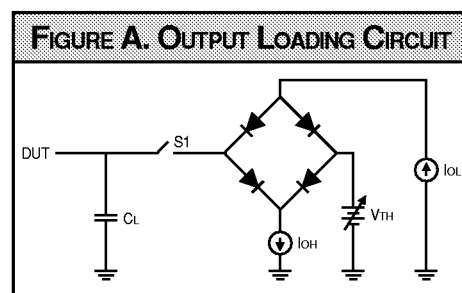 FIGURE A. OUTPUT LOADING CIRCUIT
DUT
S1
IOL
CL
VTH
IOH